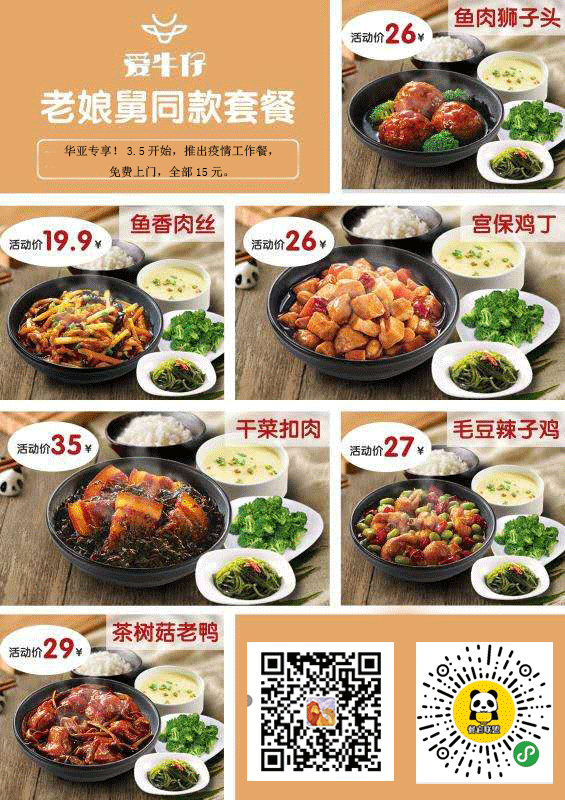 爱牛仔
老娘舅同款套餐
华亚专享！3.5开始，推出疫情工作餐，
免费上门，全部15元。
鱼肉狮子头
活动价26¥
鱼香肉丝
活动价19.9¥
宫保鸡丁
活动价26¥
干菜扣肉
活动价35¥
毛豆辣子鸡
活动价27¥
茶树菇老鸭
活动价29¥